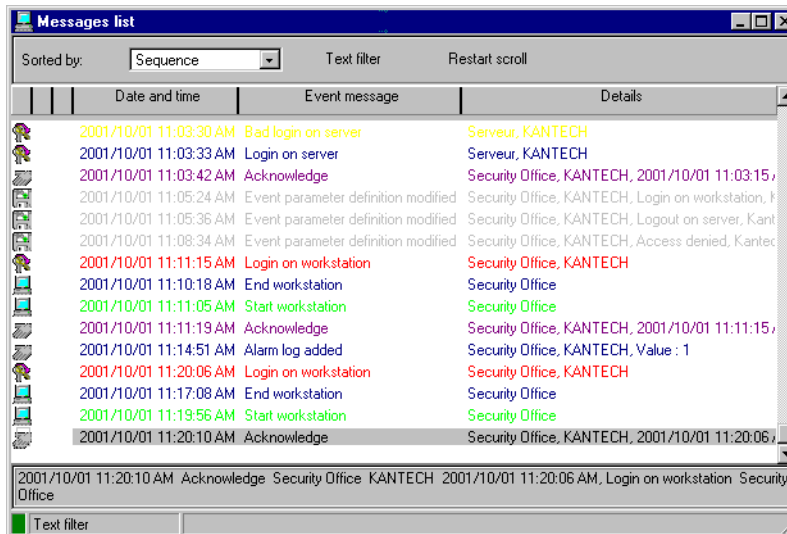 Messages list
Sorted by: Sequence Text filter Restart scroll
Date and time Event message Details
2001/10/01 11:03:30 AM Bad login on server Serveur, KANTECH
2001/10/01 11:03:33 AM Login on server Serveur, KANTECH
2001/10/01 11:03:42 AM Acknowledge Security Office, KANTECH, 2001/10/01 11:03:15
2001/10/01 11:05:24 AM Event parameter definition modified Security Office, KANTECH, Login on workstation,
2001/10/01 11:05:36 AM Event parameter definition modified Security Office, KANTECH, Logout on server, Kant
2001/10/01 11:08:34 AM Event parameter definition modified Security Office, KANTECH, Access denied, Kantec
2001/10/01 11:11:15 AM Login on workstation Security Office, KANTECH
2001/10/01 11:10:18 AM End workstation Security Office
2001/10/01 11:11:05 AM Start workstation Security Office
2001/10/01 11:11:19 AM Acknowledge Security Office, KANTECH, 2001/10/01 11:11:15
2001/10/01 11:14:51 AM Alarm log added Security Office, KANTECH, Value : 1
2001/10/01 11:20:06 AM Login on workstation Security Office, KANTECH
2001/10/01 11:17:08 AM End workstation Security Office
2001/10/01 11:19:56 AM Start workstation Security Office
2001/10/01 11:20:10 AM Acknowledge Security Office, KANTECH, 2001/10/01 11:20:06
2001/10/01 11:20:10 AM Acknowledge Security Office KANTECH 2001/10/01 11:20:06 AM, Login on workstation Security
Office
Text filter